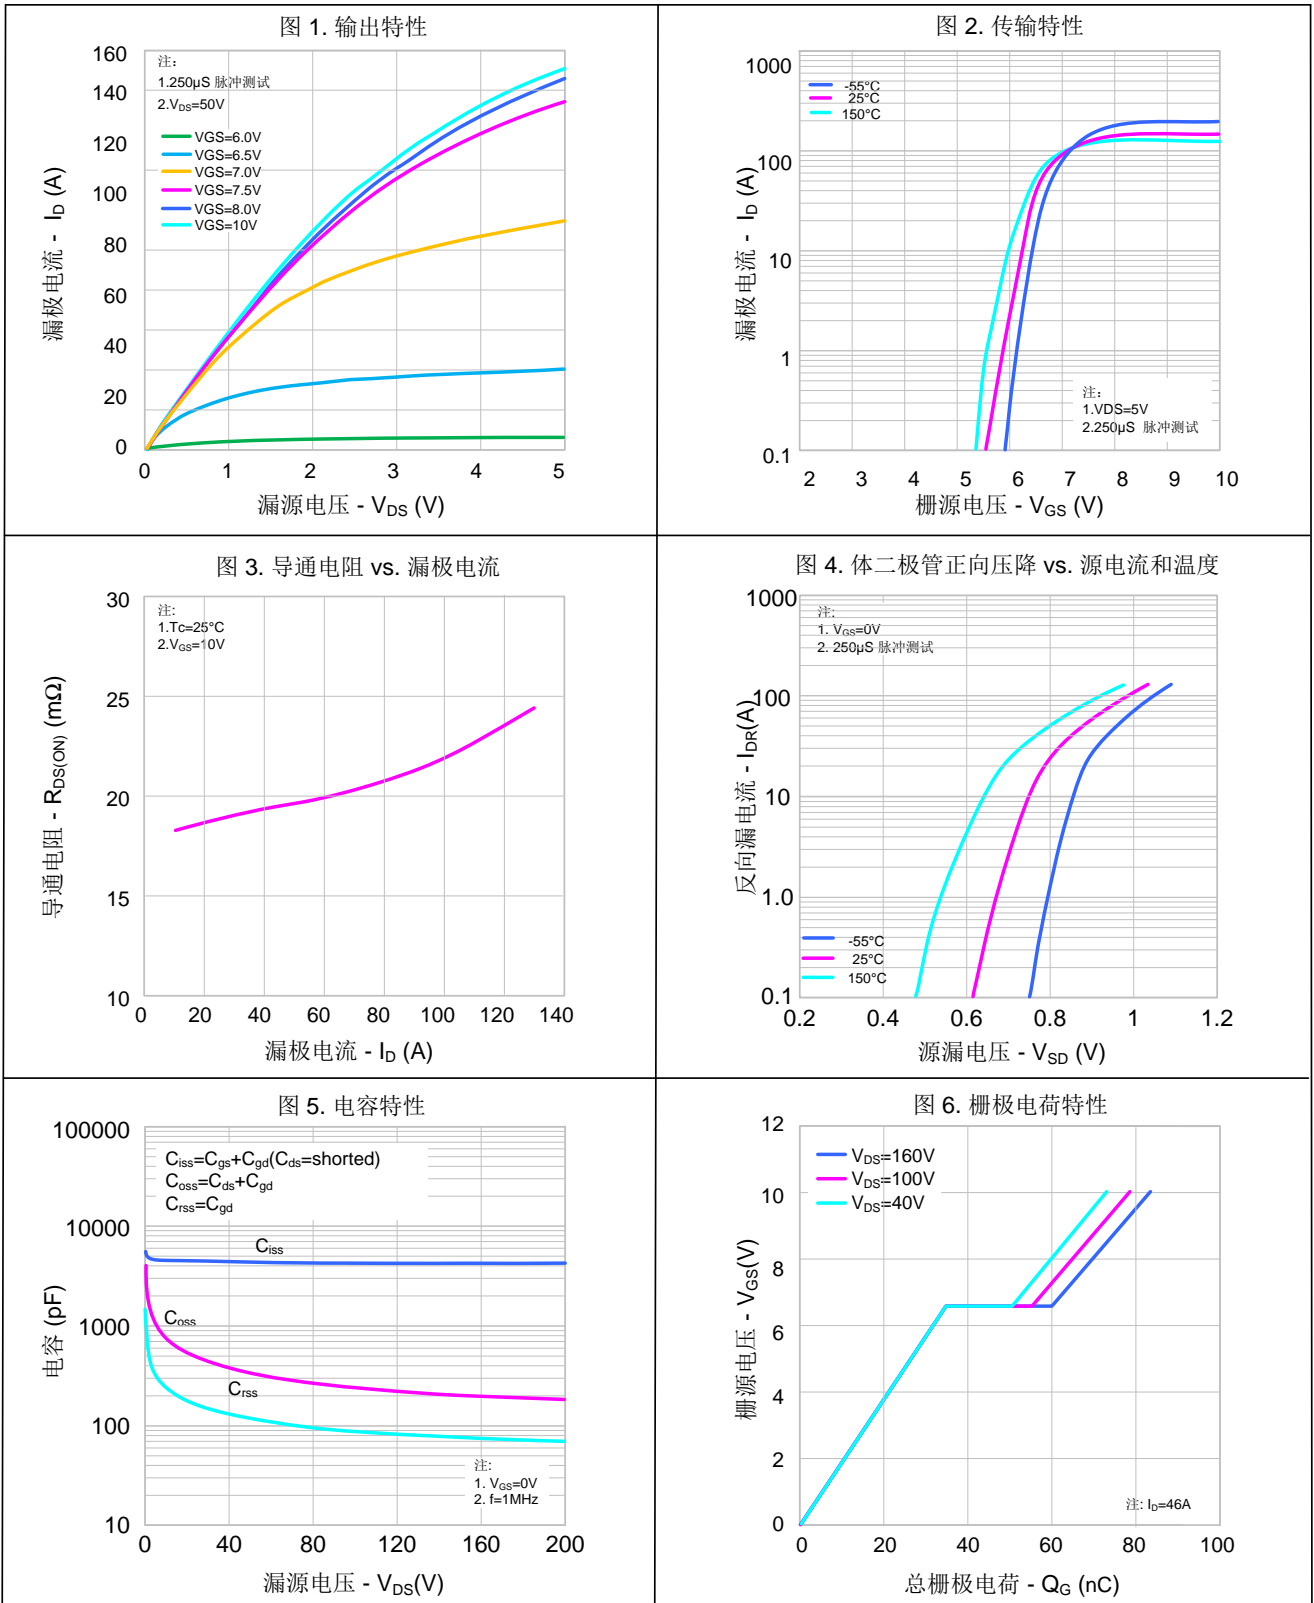 图 1. 输出特性
漏极电流 - ID (A)
160
140
120
100
80
60
40
20
0
注:
1.250μS 脉冲测试
2.VDS=50V
VGS=6.0V
VGS=6.5V
VGS=7.0V
VGS=7.5V
VGS=8.0V
VGS=10V
0 1 2 3 4 5
漏源电压 - VDS (V)
图 2. 传输特性
漏极电流 - ID (A)
1000
100
10
1
0.1
-55°C
25°C
150°C
注:
1.VDS=5V
2.250μS 脉冲测试
2 3 4 5 6 7 8 9 10
栅源电压 - VGS (V)
图 3. 导通电阻 vs. 漏极电流
导通电阻 - RDS(ON) (mΩ)
30
25
20
15
10
注:
1.Tc=25°C
2.VGS=10V
0 20 40 60 80 100 120 140
漏极电流 - ID (A)
图 4. 体二极管正向压降 vs. 源电流和温度
反向漏电流 - IDR(A)
1000
100
10
1.0
0.1
注:
1. VGS=0V
2. 250μS 脉冲测试
-55°C
25°C
150°C
0.2 0.4 0.6 0.8 1 1.2
源漏电压 - VSD (V)
图 5. 电容特性
电容 (pF)
100000
10000
1000
100
10
Ciss=Cgs+Cgd(Cds=shorted)
Coss=Cds+Cgd
Crss=Cgd
Ciss
Coss
Crss
注:
1. VGS=0V
2. f=1MHz
0 40 80 120 160 200
漏源电压 - VDS(V)
图 6. 栅极电荷特性
栅源电压 - VGS(V)
12
10
8
6
4
2
0
VDS=160V
VDS=100V
VDS=40V
注: ID=46A
0 20 40 60 80 100
总栅极电荷 - QG (nC)